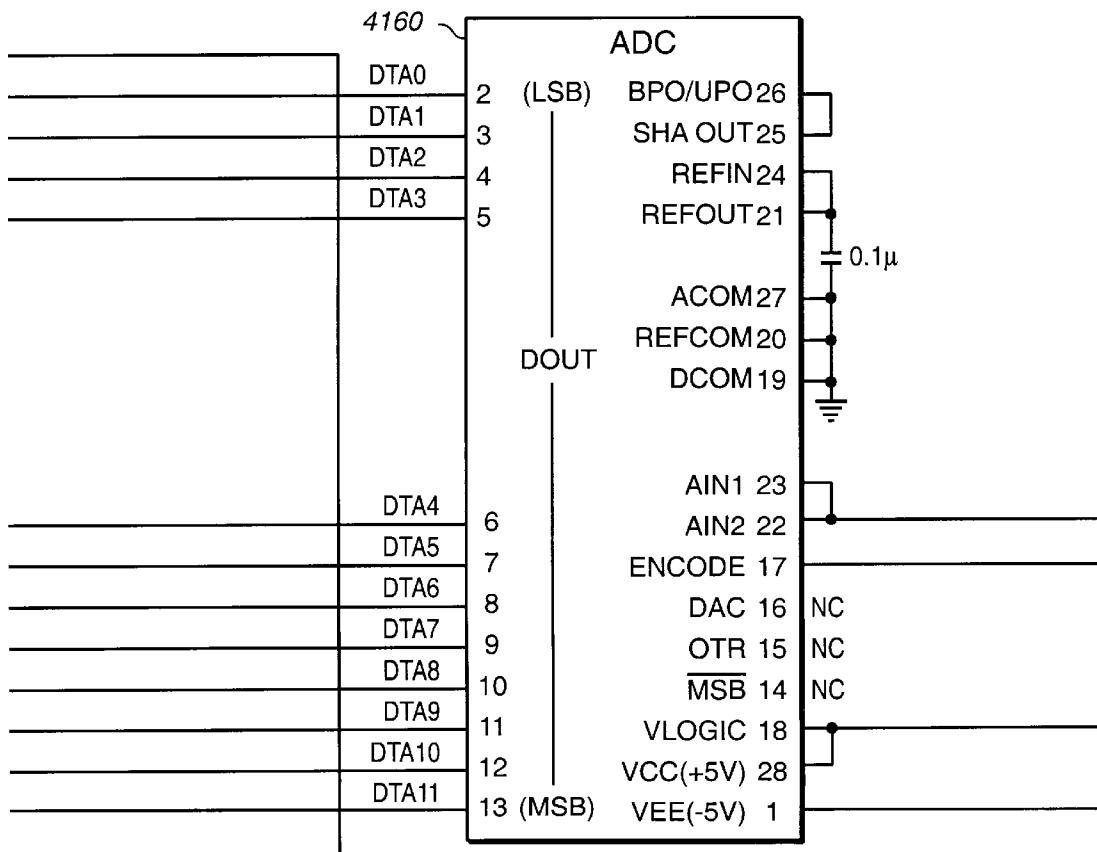 4160
ADC
DTA0
2 (LSB)
BPO/UPO 26
DTA1
3
SHA OUT 25
DTA2
4
REFIN 24
DTA3
5
REFOUT 21
0.1µ
ACOM 27
REFCOM 20
DOUT
DCOM 19
AIN1 23
DTA4
6
AIN2 22
DTA5
7
ENCODE 17
DTA6
8
DAC 16 NC
DTA7
9
OTR 15 NC
DTA8
10
M̅S̅B̅ 14 NC
DTA9
11
VLOGIC 18
DTA10
12
VCC(+5V) 28
DTA11
13 (MSB)
VEE(-5V) 1